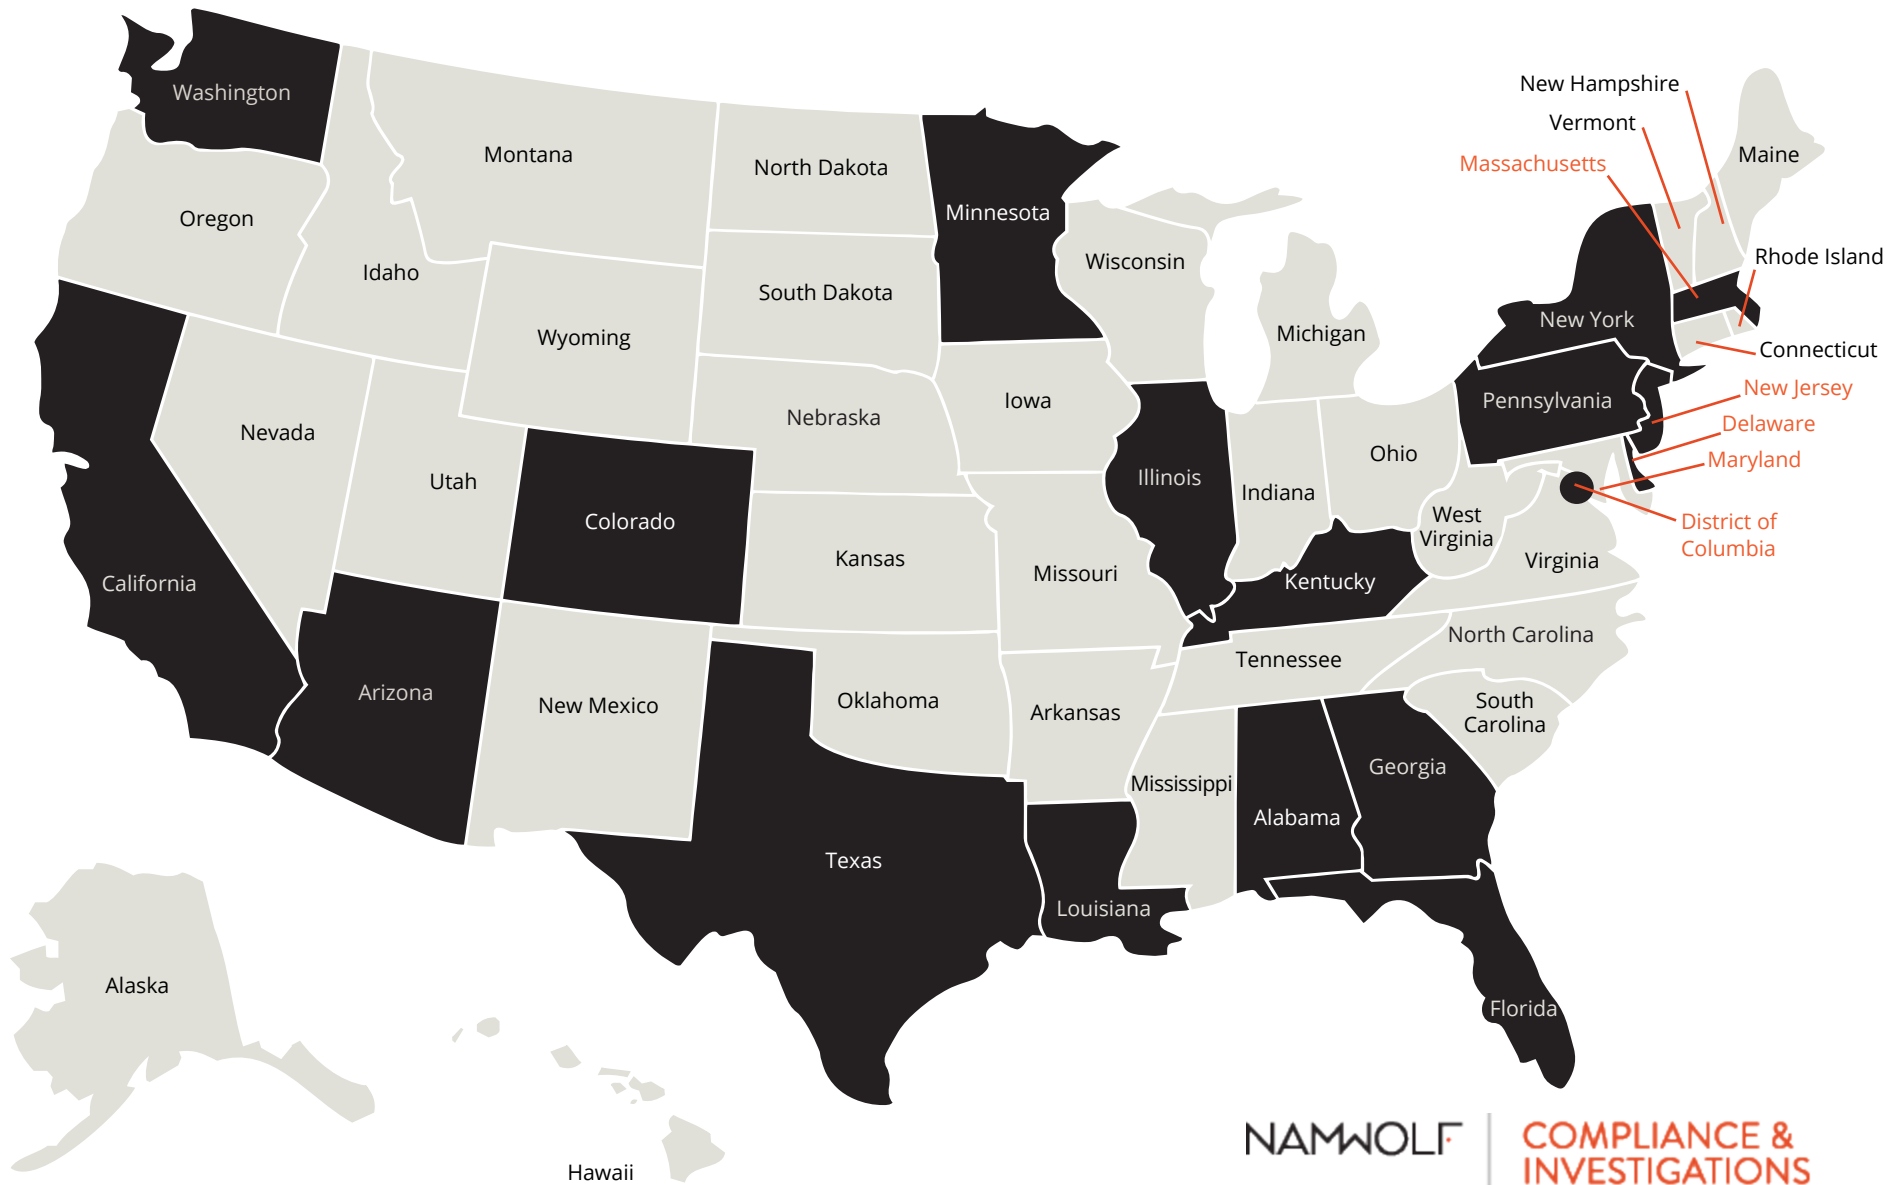 Washington
New Hampshire
Vermont
Massachusetts
Maine
Montana
North Dakota
Minnesota
Oregon
Idaho
Wisconsin
Rhode Island
South Dakota
Wyoming
Michigan
New York
Connecticut
New Jersey
Nevada
Nebraska
Iowa
Pennsylvania
Delaware
Maryland
Utah
Colorado
Illinois
Indiana
Ohio
West
Virginia
District of
Columbia
California
Kansas
Missouri
Kentucky
Virginia
Arizona
New Mexico
Oklahoma
Arkansas
Tennessee
North Carolina
South
Carolina
Mississippi
Alabama
Georgia
Texas
Louisiana
Florida
Alaska
Hawaii
NAMWOLF
COMPLIANCE &
INVESTIGATIONS